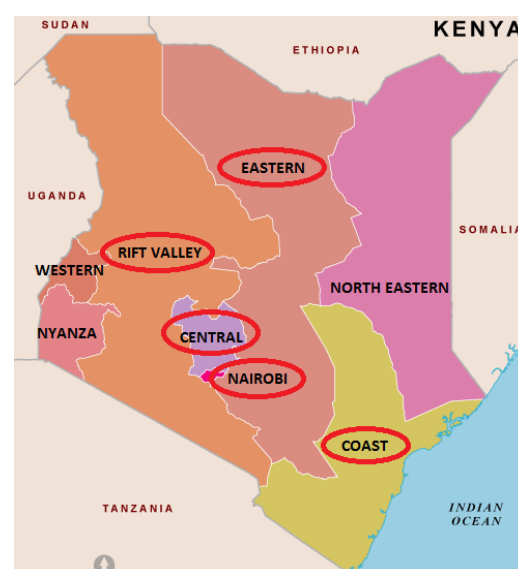 SUDAN
KENYA
ETHIOPIA
EASTERN
UGANDA
SOMALIA
RIFT VALLEY
WESTERN
NORTH EASTERN
NYANZA
CENTRAL
NAIROBI
COAST
TANZANIA
INDIAN
OCEAN